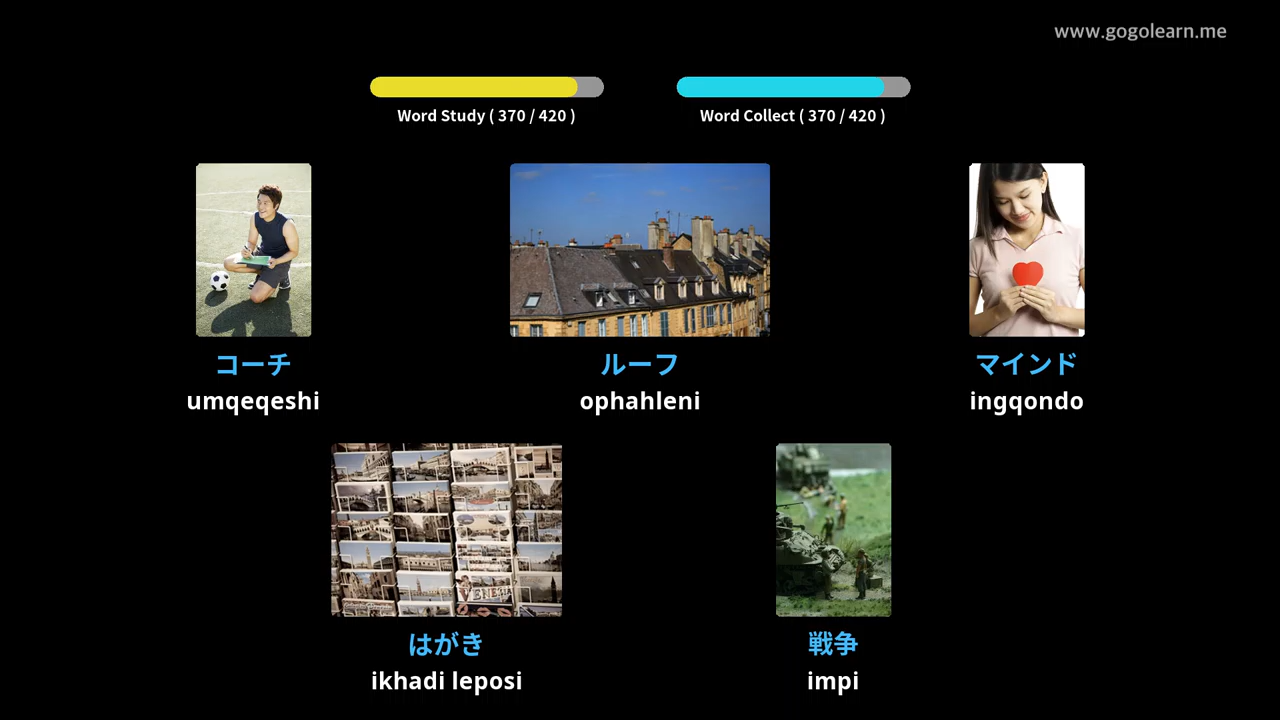 www.gogolearn.me
Word Study ( 370 / 420 )
Word Collect ( 370 / 420 )
コーチ
umqeqeshi
ルーフ
ophahleni
マインド
ingqondo
はがき
ikhadi leposi
戦争
impi